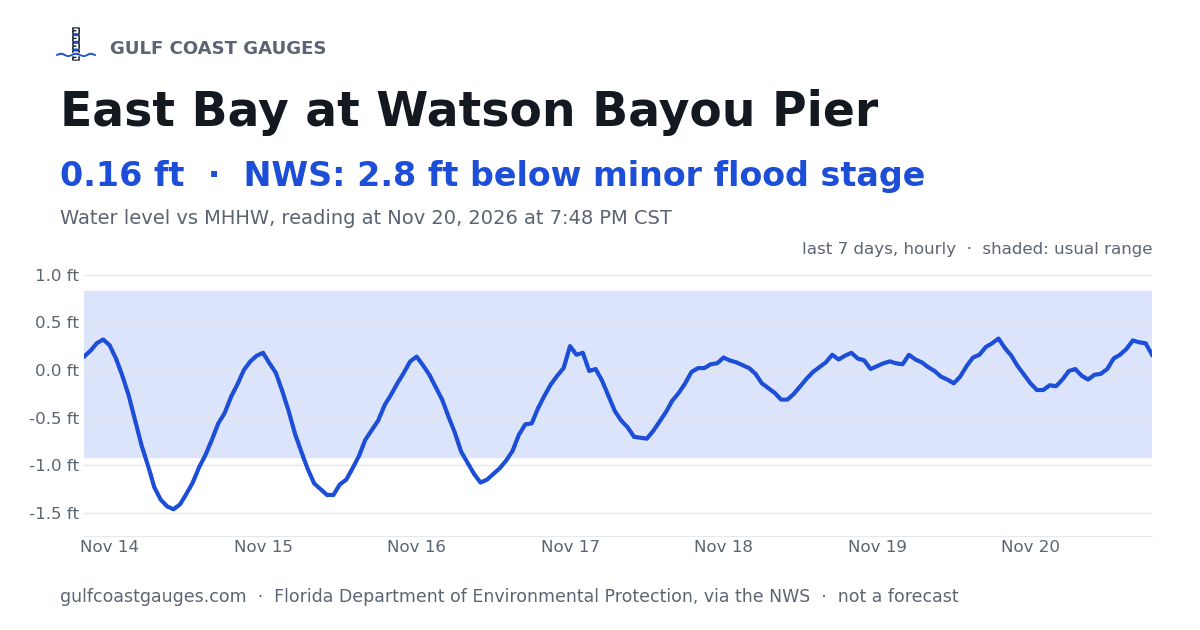 GULF COAST GAUGES
East Bay at Watson Bayou Pier
0.16 ft · NWS: 2.8 ft below minor flood stage
Water level vs MHHW, reading at Nov 20, 2026 at 7:48 PM CST
last 7 days, hourly · shaded: usual range
1.0 ft
0.5 ft
0.0 ft
-0.5 ft
-1.0 ft
-1.5 ft
Nov 14 Nov 15 Nov 16 Nov 17 Nov 18 Nov 19 Nov 20
gulfcoastgauges.com · Florida Department of Environmental Protection, via the NWS · not a forecast